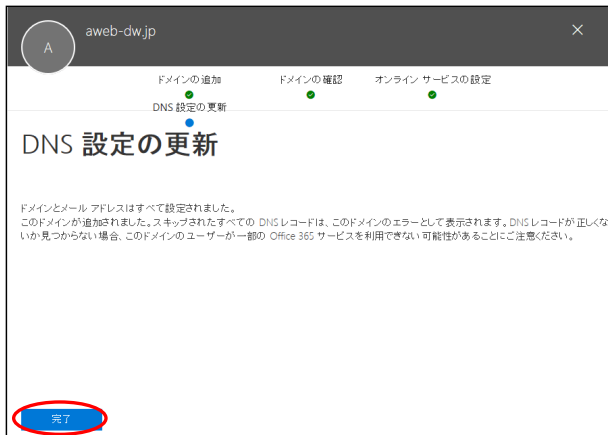 A
aweb-dw.jp
ドメインの追加
ドメインの確認
オンライン サービスの設定
DNS 設定の更新
DNS 設定の更新
ドメインとメール アドレスはすべて設定されました。
このドメインが追加されました。スキップされたすべての DNS レコードは、このドメインのエラーとして表示されます。DNS レコードが正しくな
いか見つからない場合、このドメインのユーザーが一部の Office 365 サービスを利用できない可能性があることにご注意ください。
完了